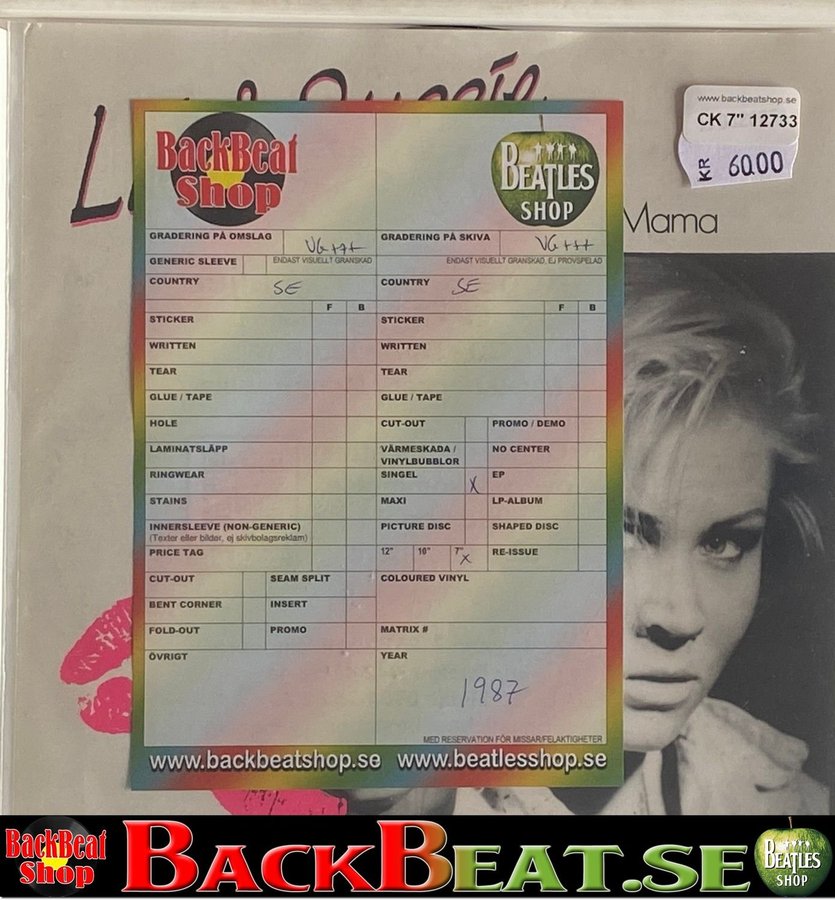 www.backbeatshop.se
CK 7" 12733
KR 60.00
Mama
BackBeat
Shop
BEATLES
SHOP
GRADERING PÅ OMSLAG VG+++
GRADERING PÅ SKIVA VG+++
GENERIC SLEEVE ENDAST VISUELLT GRANSKAD
ENDAST VISUELLT GRANSKAD, EJ PROVSPELAD
COUNTRY SE
COUNTRY SE
F B
F B
STICKER
STICKER
WRITTEN
WRITTEN
TEAR
TEAR
GLUE / TAPE
GLUE / TAPE
HOLE
CUT-OUT PROMO / DEMO
LAMINATSLÄPP
VÄRMESKADA / NO CENTER
VINYLBUBBLOR
RINGWEAR
SINGEL X EP
STAINS
MAXI LP-ALBUM
INNERSLEEVE (NON-GENERIC)
(Texter eller bilder, ej skivbolagsreklam)
PICTURE DISC SHAPED DISC
PRICE TAG
12" 10" 7" X RE-ISSUE
CUT-OUT SEAM SPLIT
COLOURED VINYL
BENT CORNER INSERT
FOLD-OUT PROMO
MATRIX #
ÖVRIGT
YEAR
1987
MED RESERVATION FÖR MISSAR/FELAKTIGHETER
www.backbeatshop.se www.beatlesshop.se
BackBeat
Shop
BACKBEAT.SE
BEATLES
SHOP